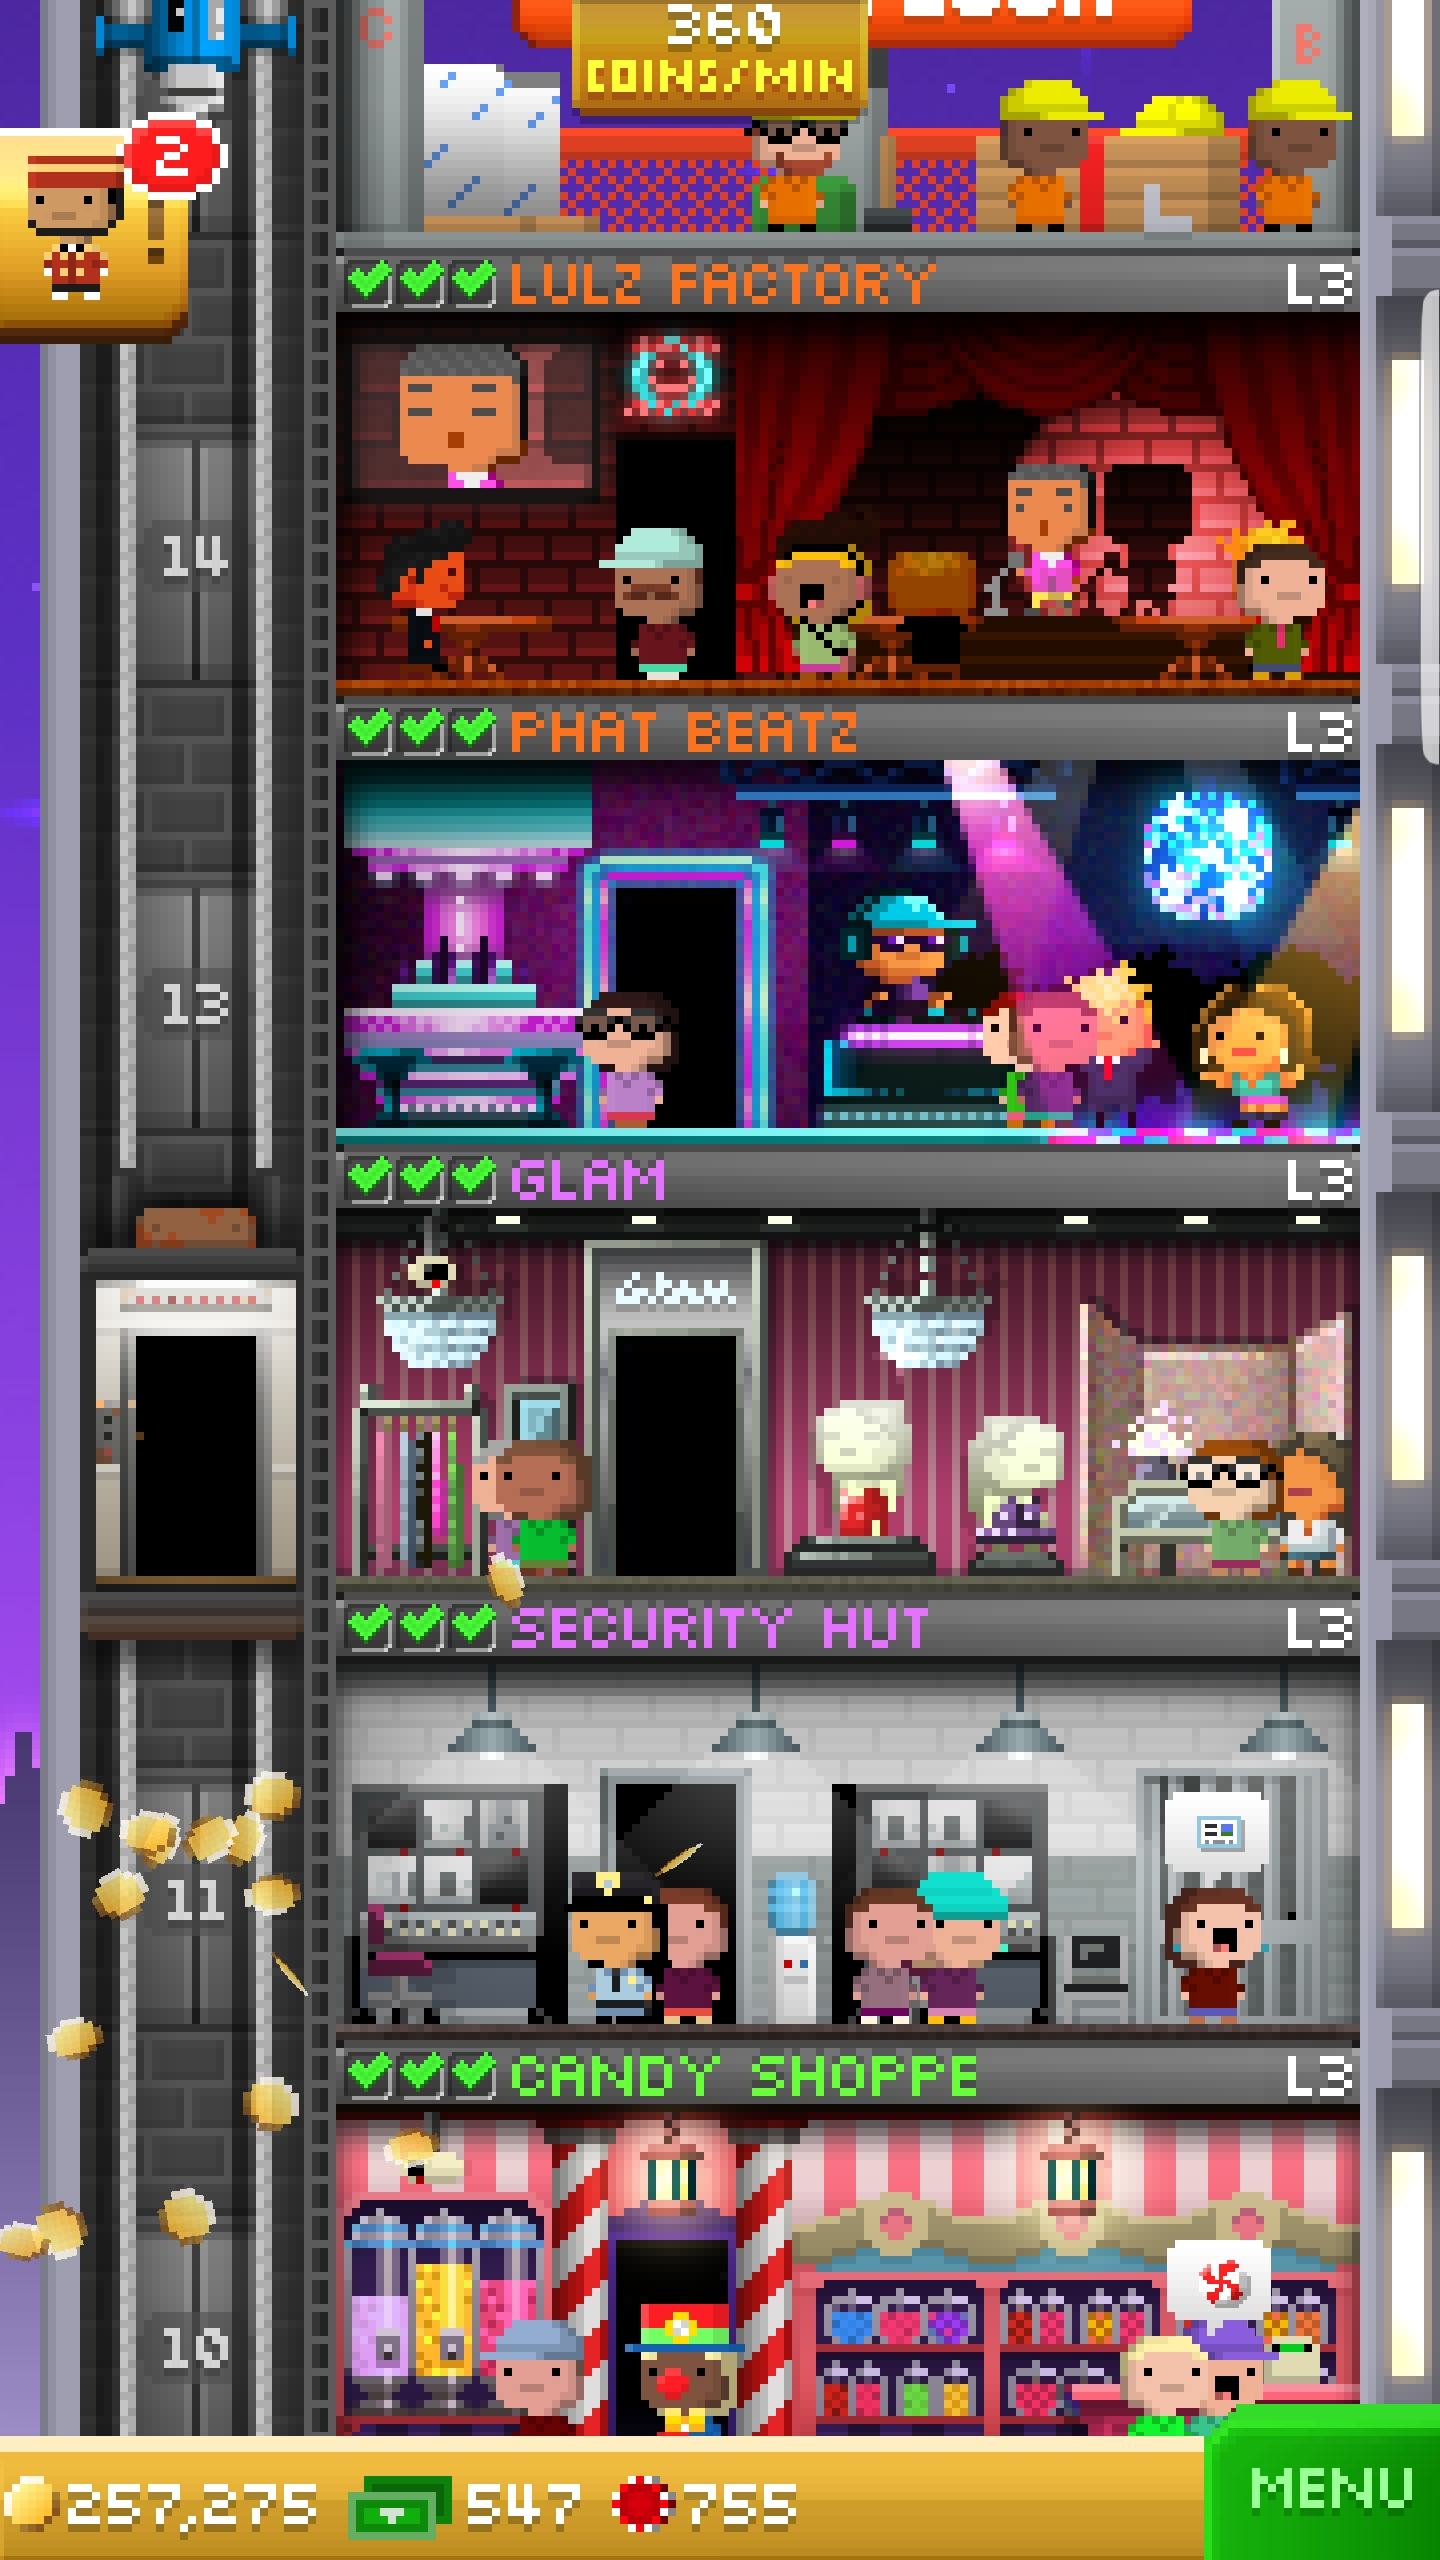 C
360
B
COINS/MIN
2
LULZ FACTORY L3
14
PHAT BEATZ L3
13
GLAM L3
Glam
SECURITY HUT L3
11
CANDY SHOPPE L3
10
257,275 547 755
MENU